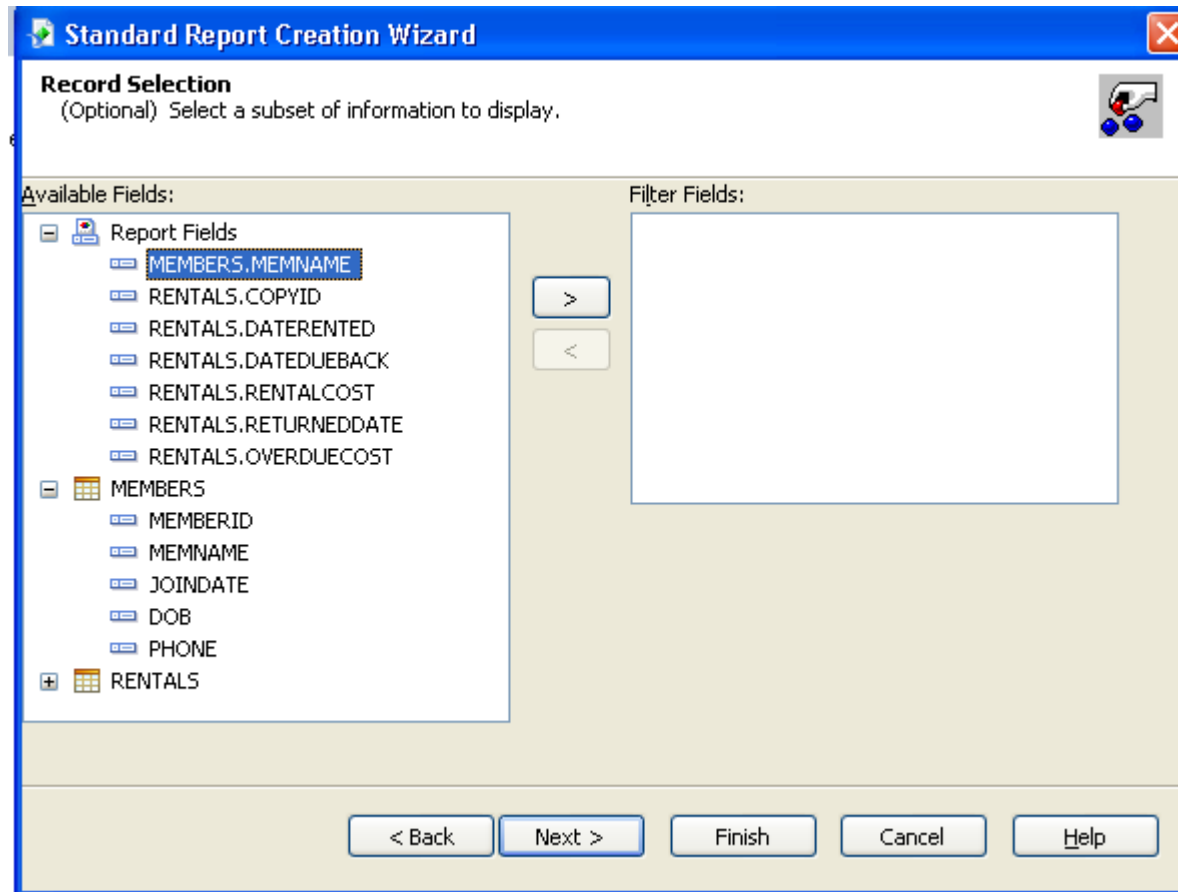 Standard Report Creation Wizard
Record Selection
(Optional) Select a subset of information to display.
Available Fields:
Report Fields
MEMBERS.MEMNAME
RENTALS.COPYID
RENTALS.DATERENTED
RENTALS.DATEDUEBACK
RENTALS.RENTALCOST
RENTALS.RETURNEDDATE
RENTALS.OVERDUECOST
MEMBERS
MEMBERID
MEMNAME
JOINDATE
DOB
PHONE
RENTALS
>
<
Filter Fields:
< Back
Next >
Finish
Cancel
Help